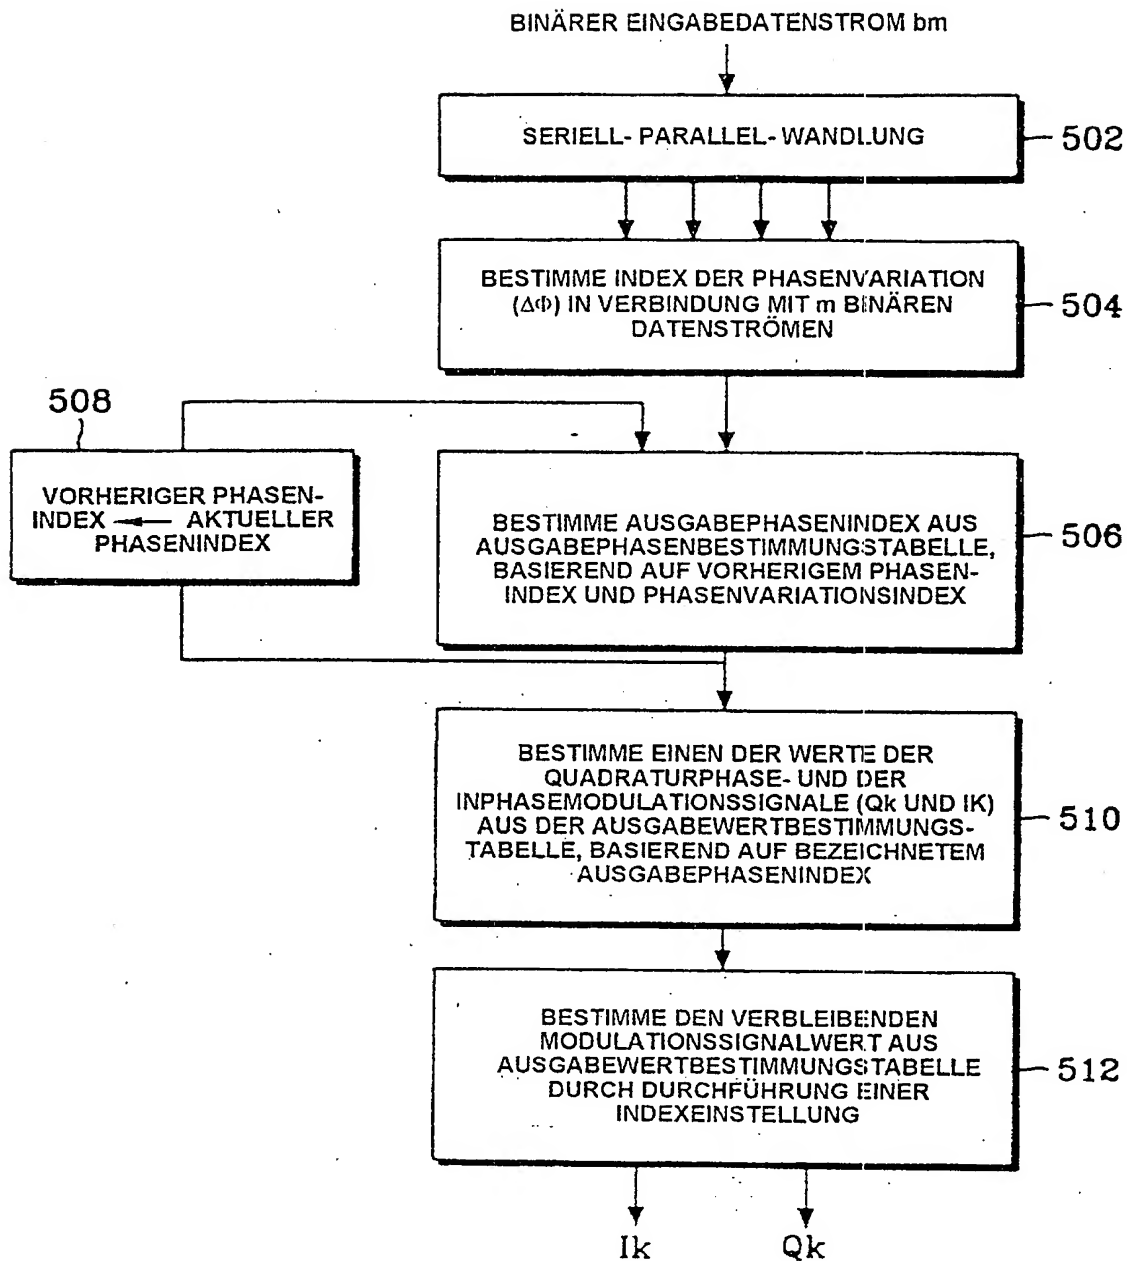 BINÄRER EINGABEDATENSTROM bm
SERIELL- PARALLEL- WANDLUNG
502
BESTIMME INDEX DER PHASENVARIATION
(ΔΦ) IN VERBINDUNG MIT m BINÄREN
DATENSTRÖMEN
504
508
VORHERIGER PHASEN-
INDEX ← AKTUELLER
PHASENINDEX
BESTIMME AUSGABEPHASENINDEX AUS
AUSGABEPHASENBESTIMMUNGSTABELLE,
BASIEREND AUF VORHERIGEM PHASEN-
INDEX UND PHASENVARIATIONSINDEX
506
BESTIMME EINEN DER WERTE DER
QUADRATURPHASE- UND DER
INPHASEMODULATIONSSIGNALE (Qk UND IK)
AUS DER AUSGABEWERTBESTIMMUNGS-
TABELLE, BASIEREND AUF BEZEICHNETEM
AUSGABEPHASENINDEX
510
BESTIMME DEN VERBLEIBENDEN
MODULATIONSSIGNALWERT AUS
AUSGABEWERTBESTIMMUNGSTABELLE
DURCH DURCHFÜHRUNG EINER
INDEXEINSTELLUNG
512
Ik
Qk